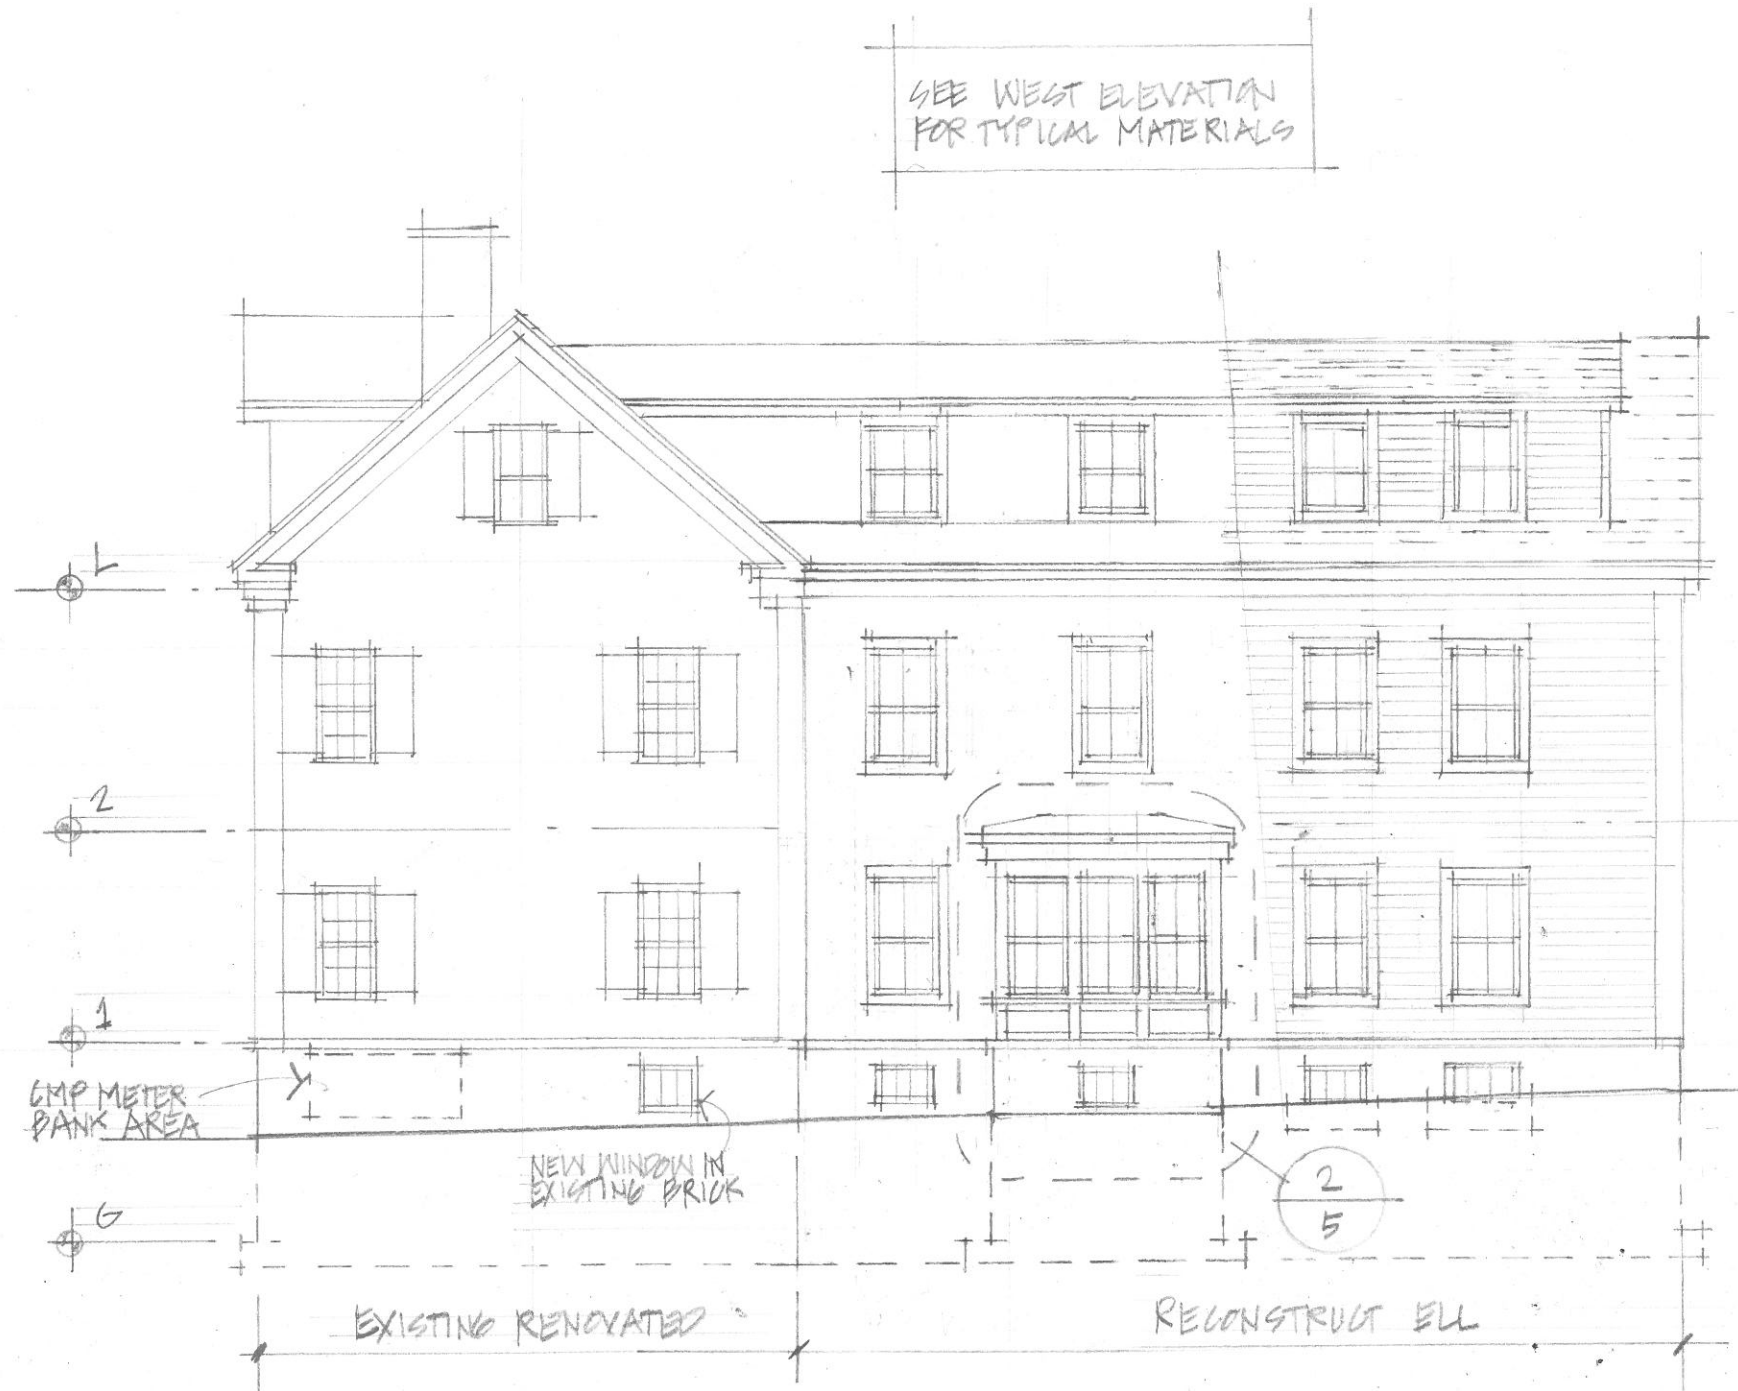 SEE WEST ELEVATION
FOR TYPICAL MATERIALS
L
2
1
CMP METER
BANK AREA
NEW WINDOW IN
EXISTING BRICK
G
2
5
EXISTING RENOVATED
RECONSTRUCT ELL